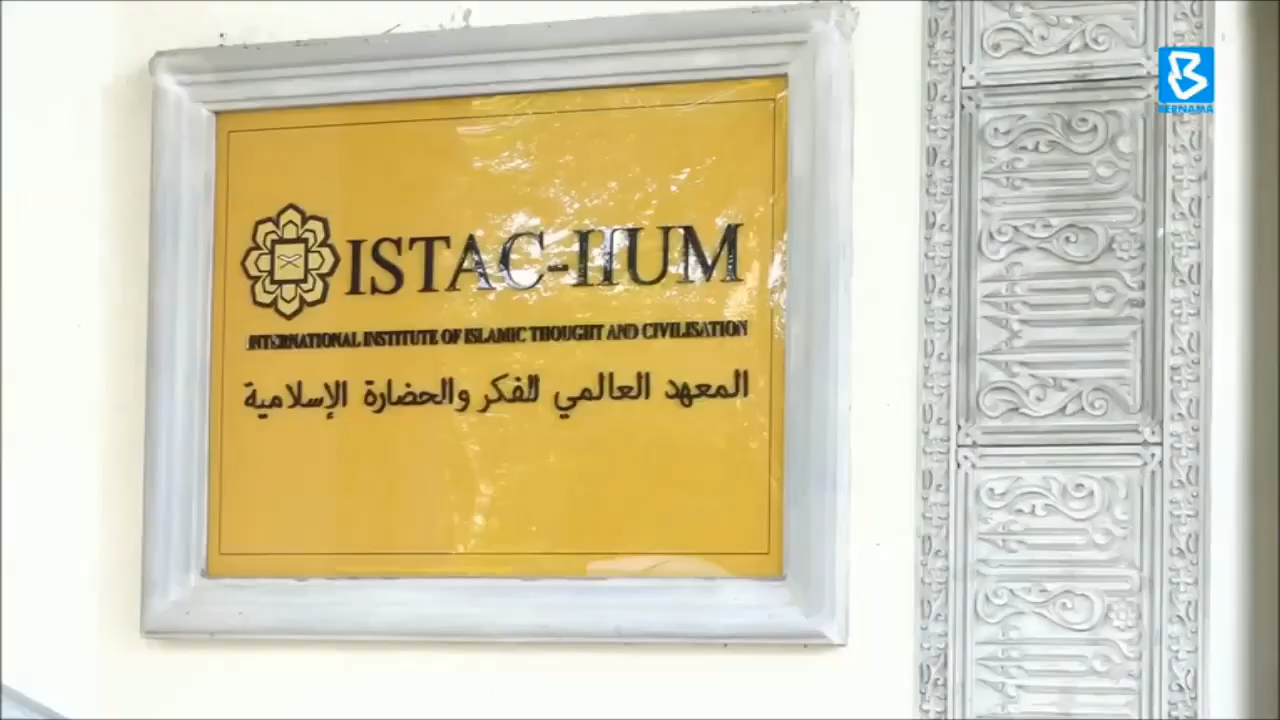 ISTAC-IIUM
INTERNATIONAL INSTITUTE OF ISLAMIC THOUGHT AND CIVILISATION
المعهد العالمي للفكر والحضارة الإسلامية
BERNAMA